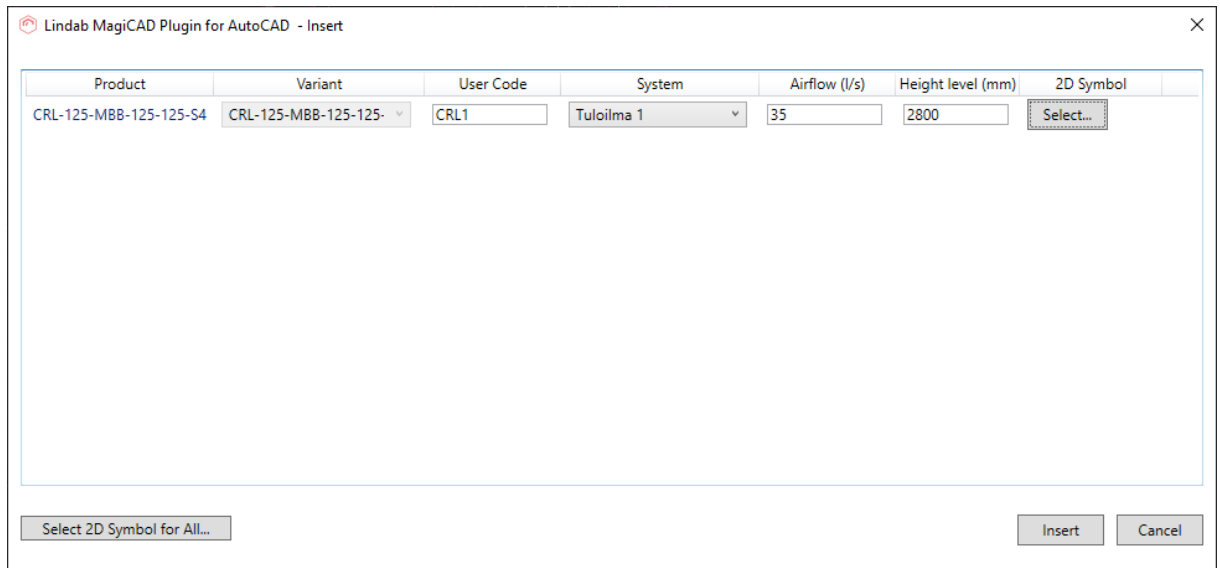 Lindab MagiCAD Plugin for AutoCAD - Insert
Product Variant User Code System Airflow (l/s) Height level (mm) 2D Symbol
CRL-125-MBB-125-125-S4 CRL-125-MBB-125-125- CRL1 Tuloilma 1 35 2800 Select...
Select 2D Symbol for All... Insert Cancel